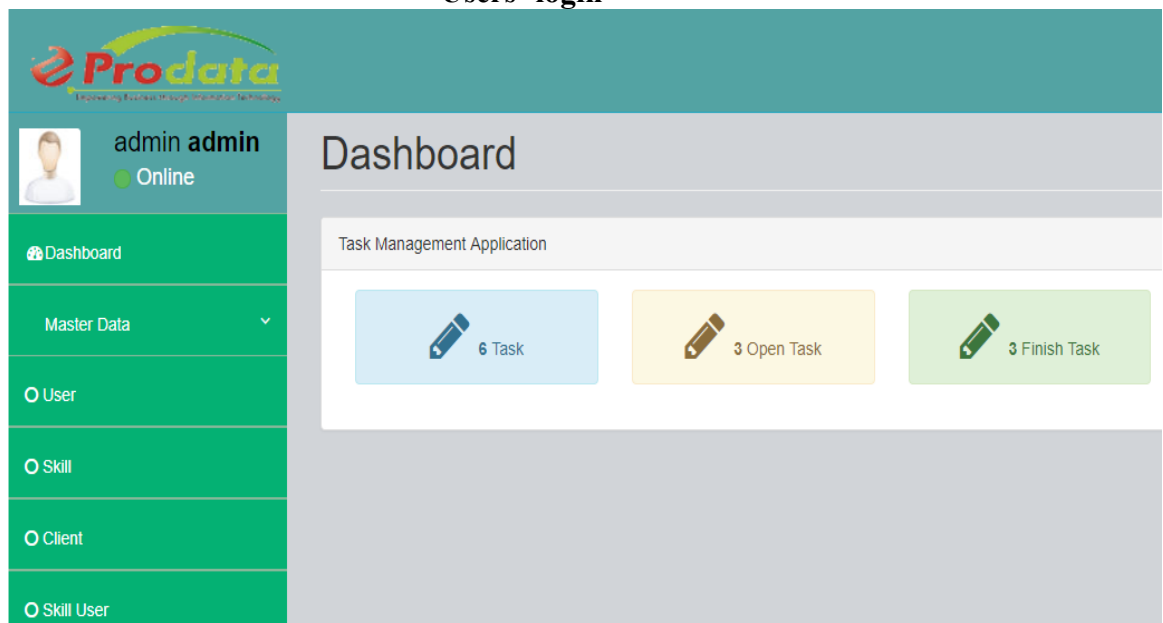 Users' login
Prodata
admin admin
Online
Dashboard
Task Management Application
6 Task
3 Open Task
3 Finish Task
Dashboard
Master Data
User
Skill
Client
Skill User